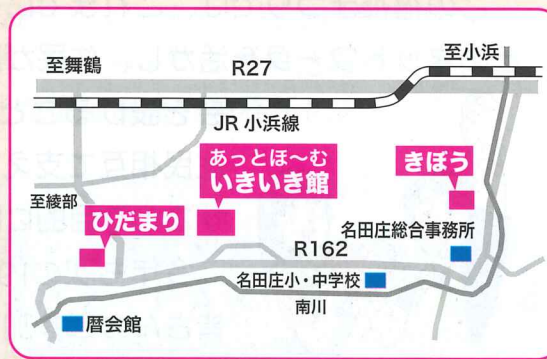 至舞鶴
R27
至小浜
JR 小浜線
あっとほ〜む
いきいき館
きぼう
至綾部
ひだまり
名田庄総合事務所
R162
名田庄小・中学校
南川
暦会館